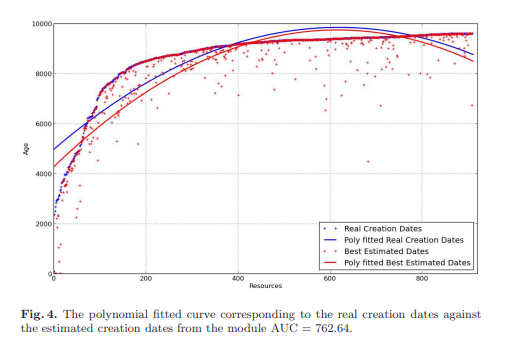 10000
8000
6000
4000
2000
0
Age
0 200 400 600 800
Resources
Real Creation Dates
Poly fitted Real Creation Dates
Best Estimated Dates
Poly fitted Best Estimated Dates
Fig. 4. The polynomial fitted curve corresponding to the real creation dates against
the estimated creation dates from the module AUC = 762.64.